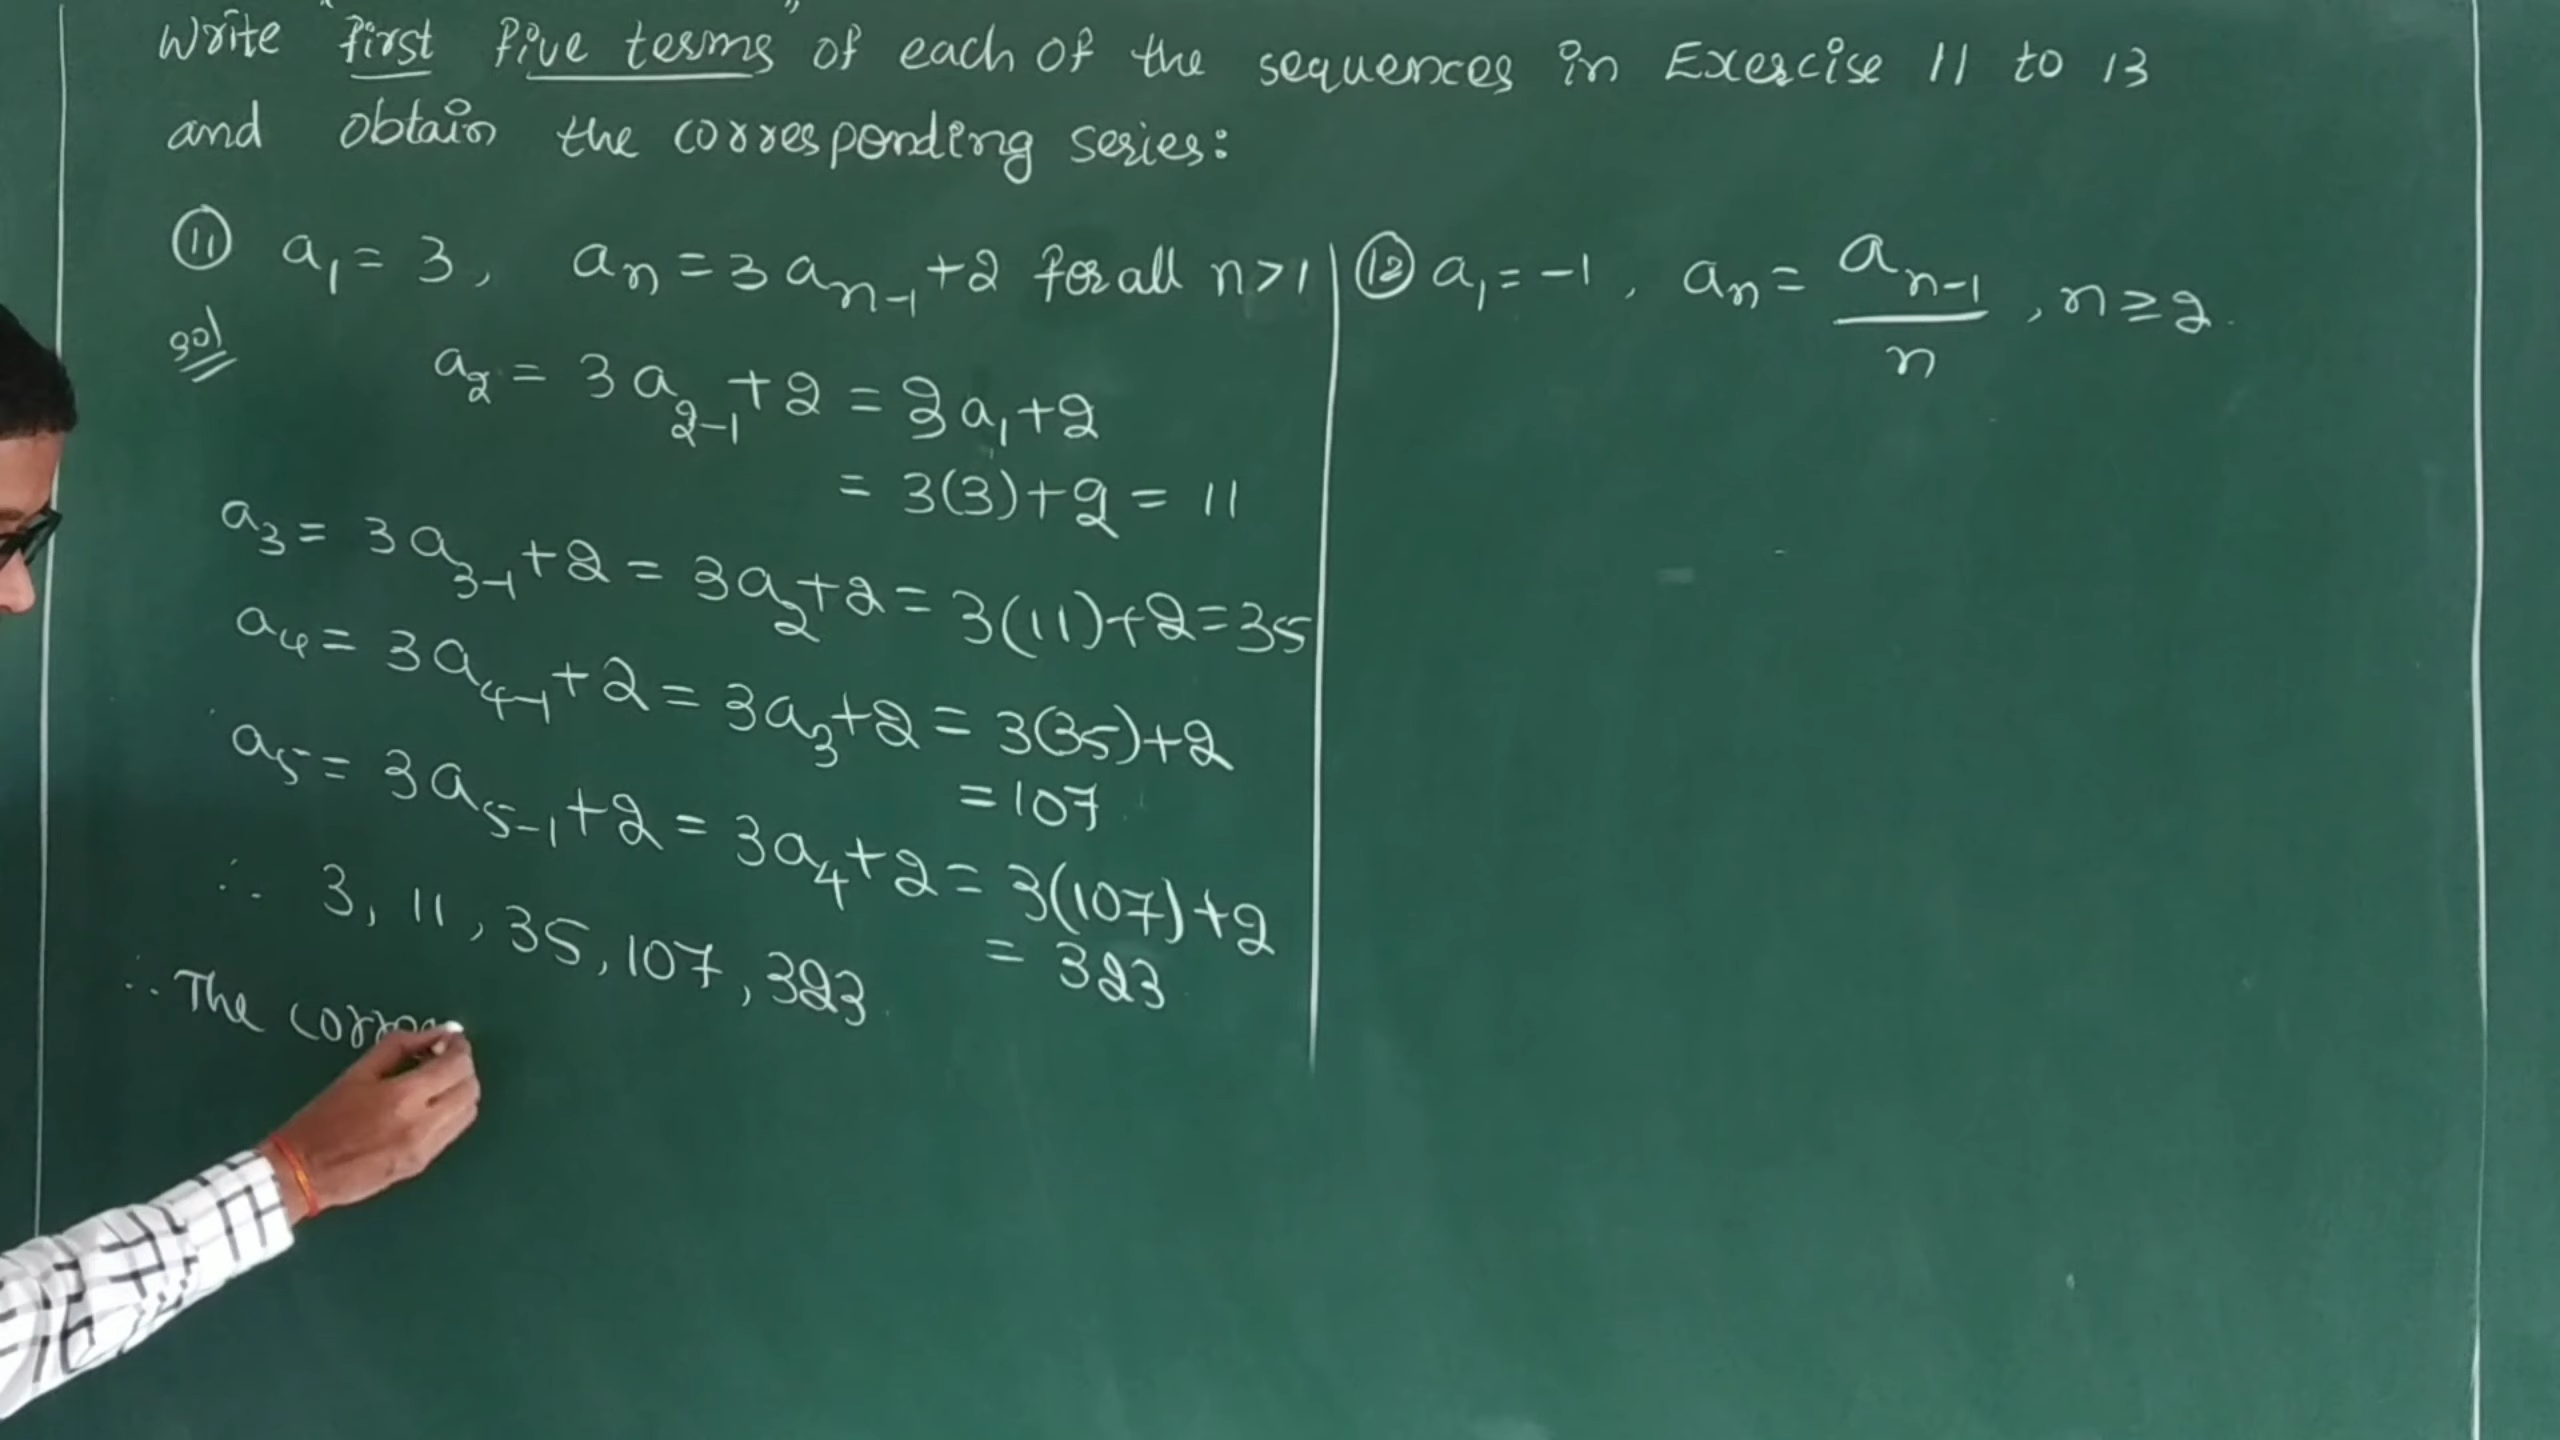 Write "first five terms" of each of the sequences in Exercise 11 to 13
and obtain the corresponding series:
⑪ a₁ = 3, aₙ = 3aₙ₋₁ + 2 for all n > 1
sol
a₂ = 3a₂₋₁ + 2 = 3a₁ + 2
= 3(3) + 2 = 11
a₃ = 3a₃₋₁ + 2 = 3a₂ + 2 = 3(11) + 2 = 35
a₄ = 3a₄₋₁ + 2 = 3a₃ + 2 = 3(35) + 2
= 107
a₅ = 3a₅₋₁ + 2 = 3a₄ + 2 = 3(107) + 2
= 323
∴ 3, 11, 35, 107, 323
∴ The
⑫ a₁ = -1, aₙ = aₙ₋₁/n, n ≥ 2.